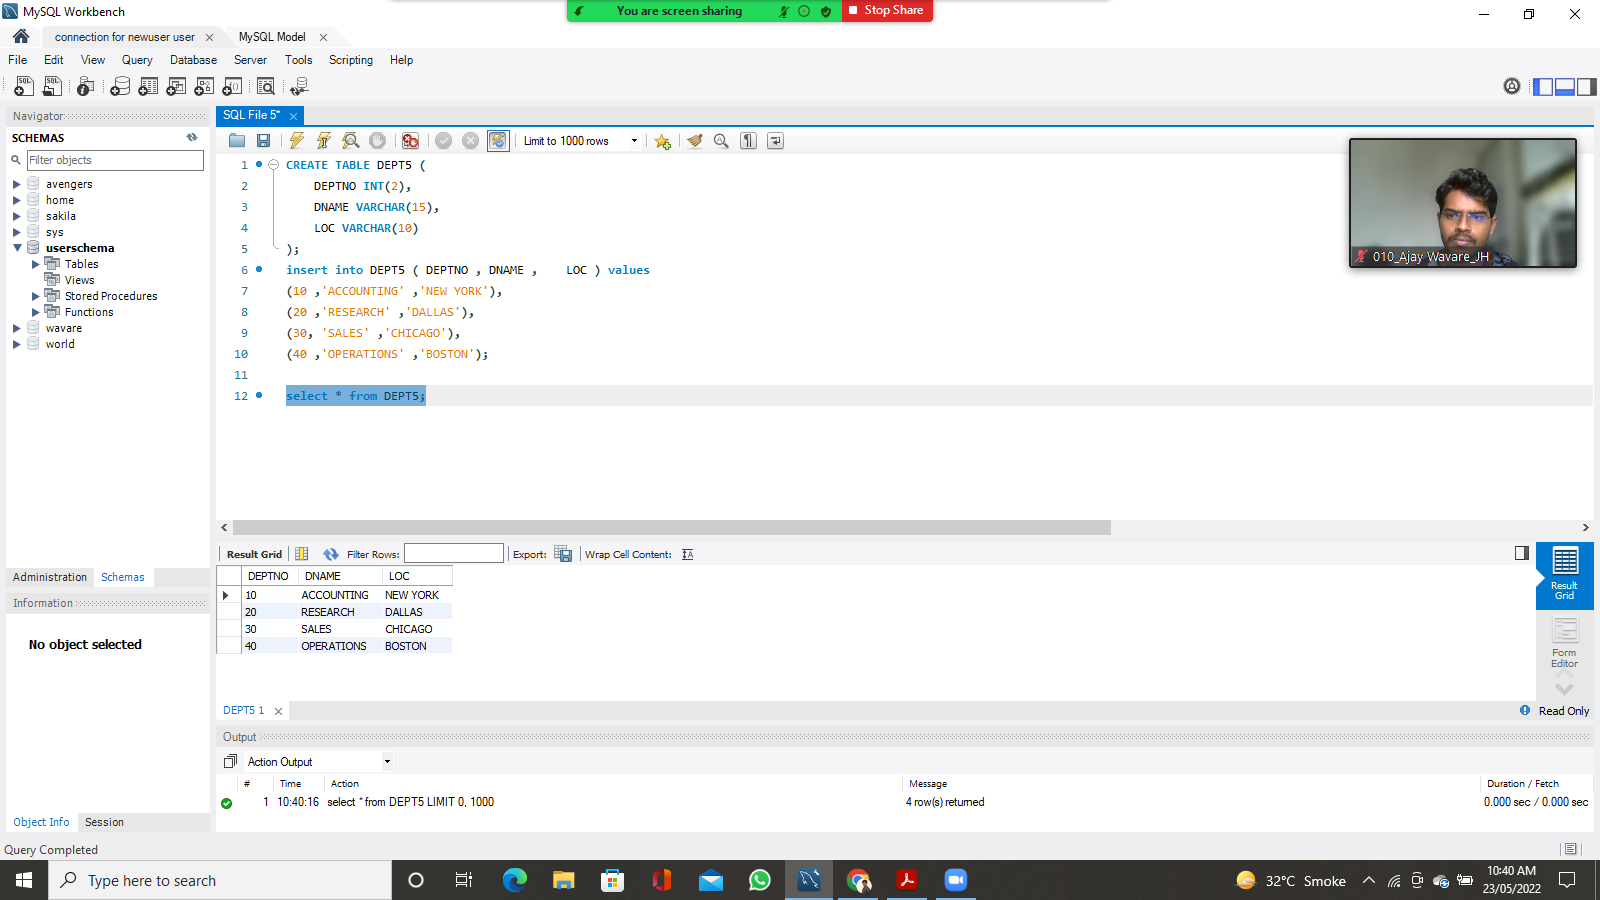 MySQL Workbench
You are screen sharing
Stop Share
connection for newuser user
MySQL Model
File Edit View Query Database Server Tools Scripting Help
Navigator
SCHEMAS
Filter objects
avengers
home
sakila
sys
userschema
Tables
Views
Stored Procedures
Functions
wavare
world
Administration Schemas
Information
No object selected
Object Info Session
SQL File 5*
Limit to 1000 rows
1 CREATE TABLE DEPT5 (
2 DEPTNO INT(2),
3 DNAME VARCHAR(15),
4 LOC VARCHAR(10)
5 );
6 insert into DEPT5 ( DEPTNO , DNAME , LOC ) values
7 (10 ,'ACCOUNTING' ,'NEW YORK'),
8 (20 ,'RESEARCH' ,'DALLAS'),
9 (30, 'SALES' ,'CHICAGO'),
10 (40 ,'OPERATIONS' ,'BOSTON');
11
12 select * from DEPT5;
010_Ajay Wavare_JH
Result Grid Filter Rows: Export: Wrap Cell Content:
DEPTNO DNAME LOC
10 ACCOUNTING NEW YORK
20 RESEARCH DALLAS
30 SALES CHICAGO
40 OPERATIONS BOSTON
Result
Grid
Form
Editor
DEPT5 1
Read Only
Output
Action Output
# Time Action Message Duration / Fetch
1 10:40:16 select * from DEPT5 LIMIT 0, 1000 4 row(s) returned 0.000 sec / 0.000 sec
Query Completed
Type here to search
32°C Smoke
10:40 AM
23/05/2022